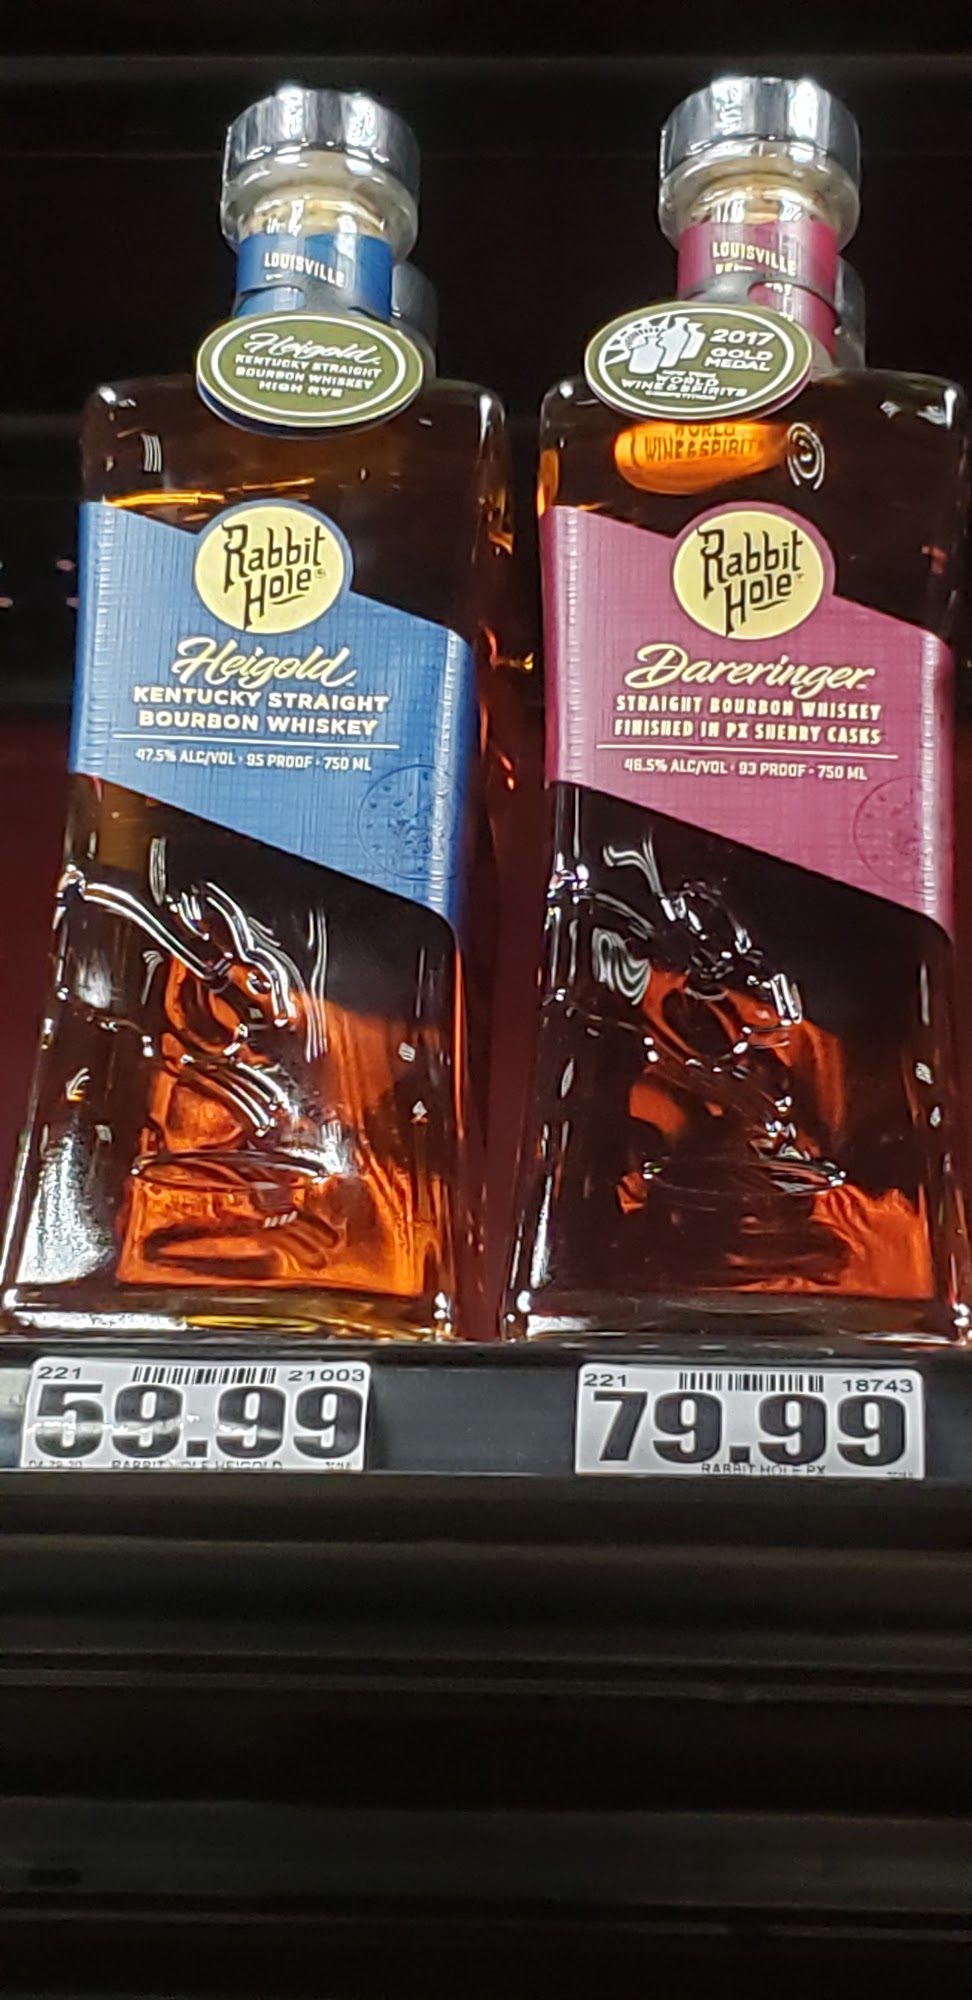 LOUISVILLE
Heigold
KENTUCKY STRAIGHT
BOURBON WHISKEY
HIGH RYE
Rabbit
Hole
Heigold
KENTUCKY STRAIGHT
BOURBON WHISKEY
47.5% ALC/VOL · 95 PROOF · 750 ML
221 21003
59.99
LOUISVILLE
2017
GOLD
MEDAL
WORLD
WINE & SPIRITS
WORLD
WINE & SPIRITS
Rabbit
Hole
Dareringer
STRAIGHT BOURBON WHISKEY
FINISHED IN PX SHERRY CASKS
46.5% ALC/VOL · 93 PROOF · 750 ML
221 18743
79.99
RABBIT HOLE PX